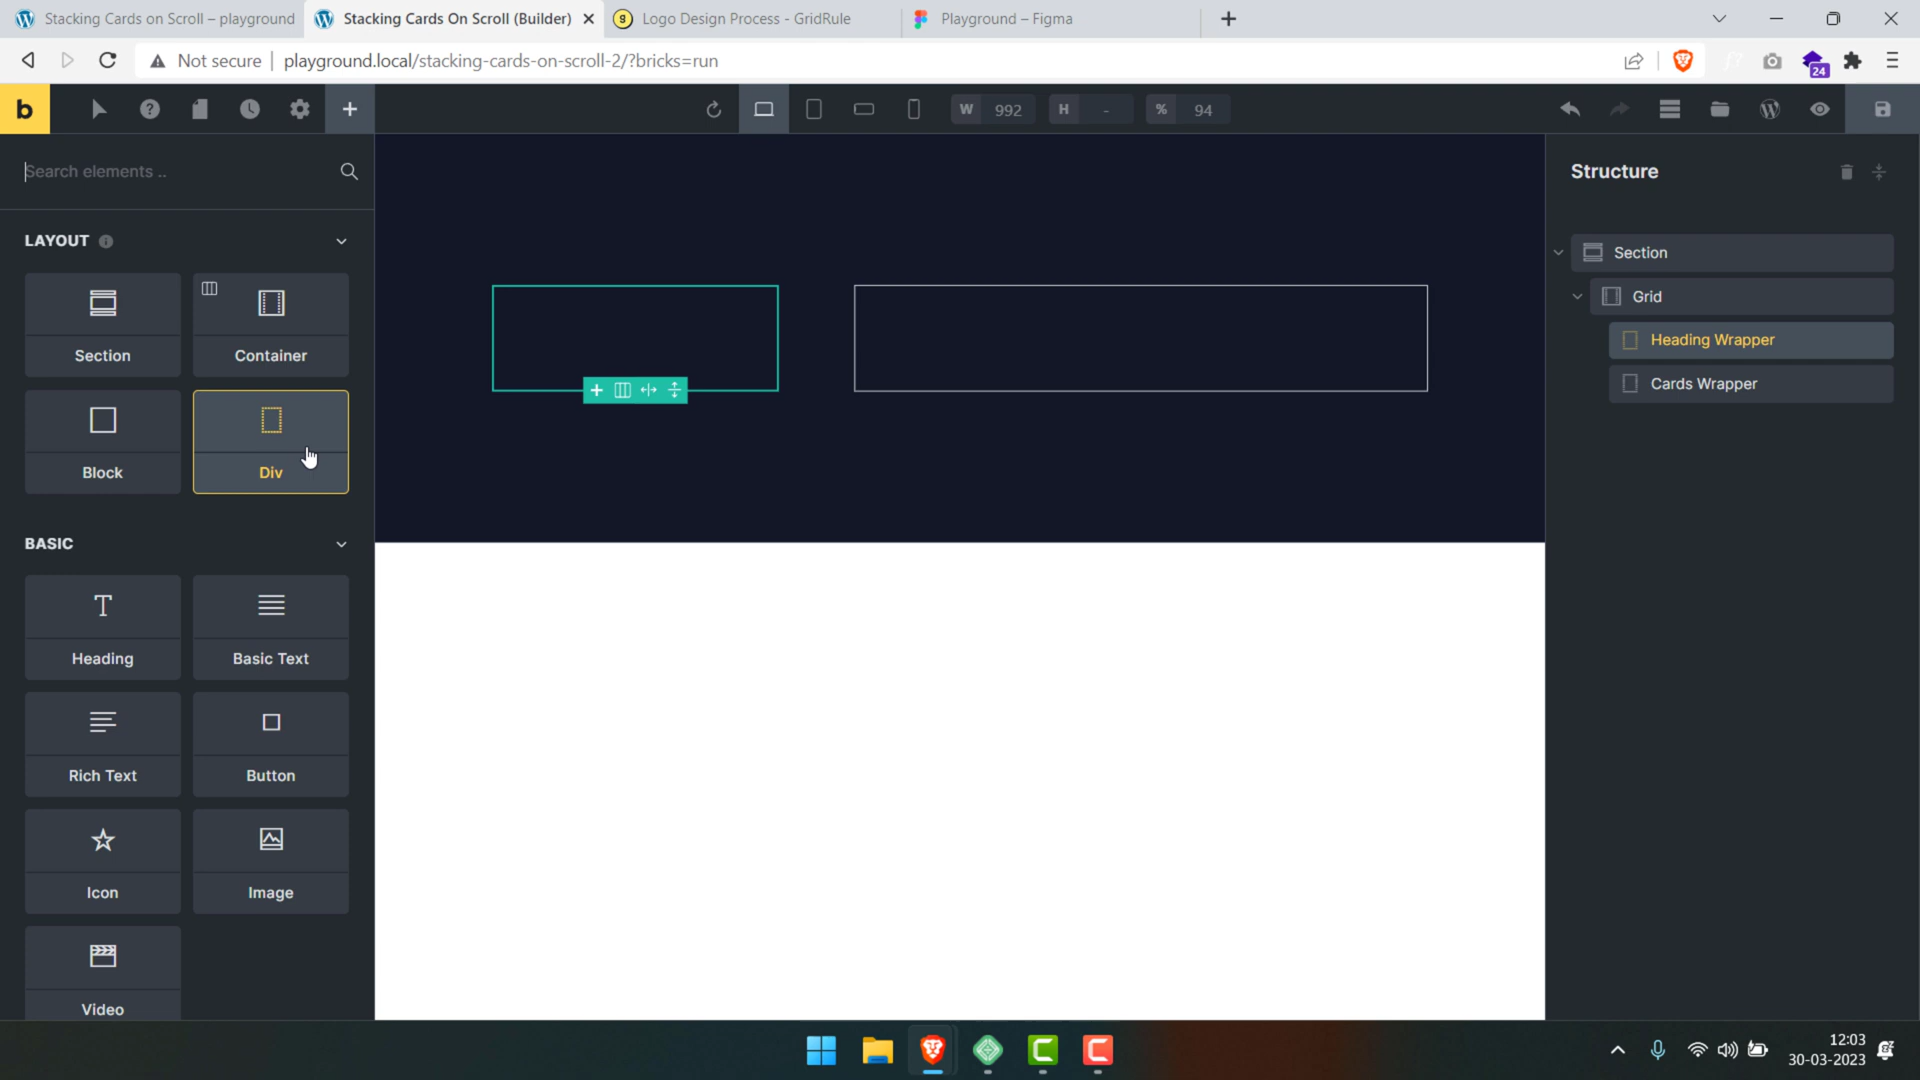 Stacking Cards on Scroll – playground
Stacking Cards On Scroll (Builder)
g
Logo Design Process - GridRule
Playground – Figma
Not secure
playground.local/stacking-cards-on-scroll-2/?bricks=run
24
b
W 992 H - % 94
Search elements ..
LAYOUT
Section
Container
Block
Div
BASIC
T
Heading
Basic Text
Rich Text
Button
Icon
Image
Video
Structure
Section
Grid
Heading Wrapper
Cards Wrapper
12:03
30-03-2023